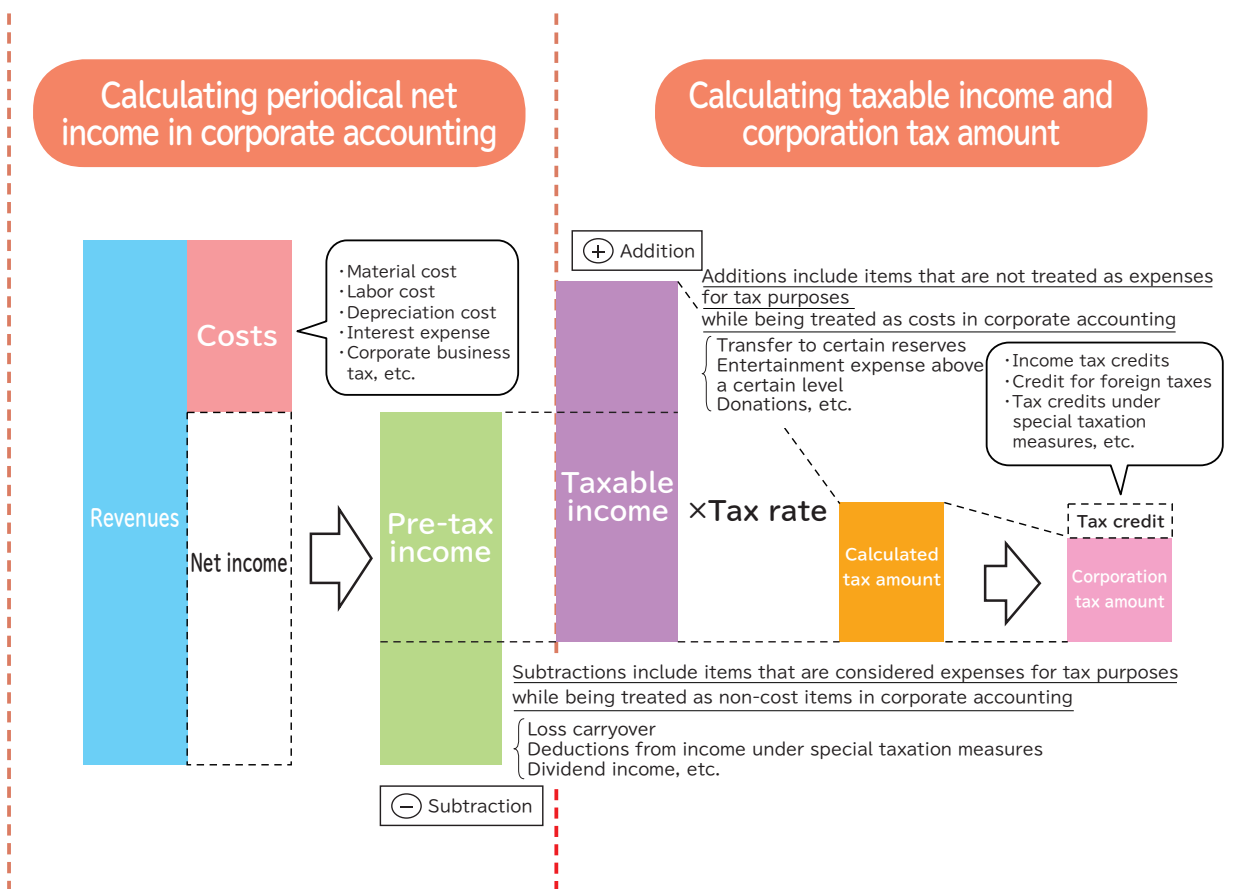 Calculating periodical net
income in corporate accounting
Calculating taxable income and
corporation tax amount
Revenues
Costs
・Material cost
・Labor cost
・Depreciation cost
・Interest expense
・Corporate business
tax, etc.
Net income
Pre-tax
income
+ Addition
Additions include items that are not treated as expenses
for tax purposes
while being treated as costs in corporate accounting
Transfer to certain reserves
Entertainment expense above
a certain level
Donations, etc.
Taxable
income
×Tax rate
Calculated
tax amount
・Income tax credits
・Credit for foreign taxes
・Tax credits under
special taxation
measures, etc.
Tax credit
Corporation
tax amount
Subtractions include items that are considered expenses for tax purposes
while being treated as non-cost items in corporate accounting
Loss carryover
Deductions from income under special taxation measures
Dividend income, etc.
− Subtraction